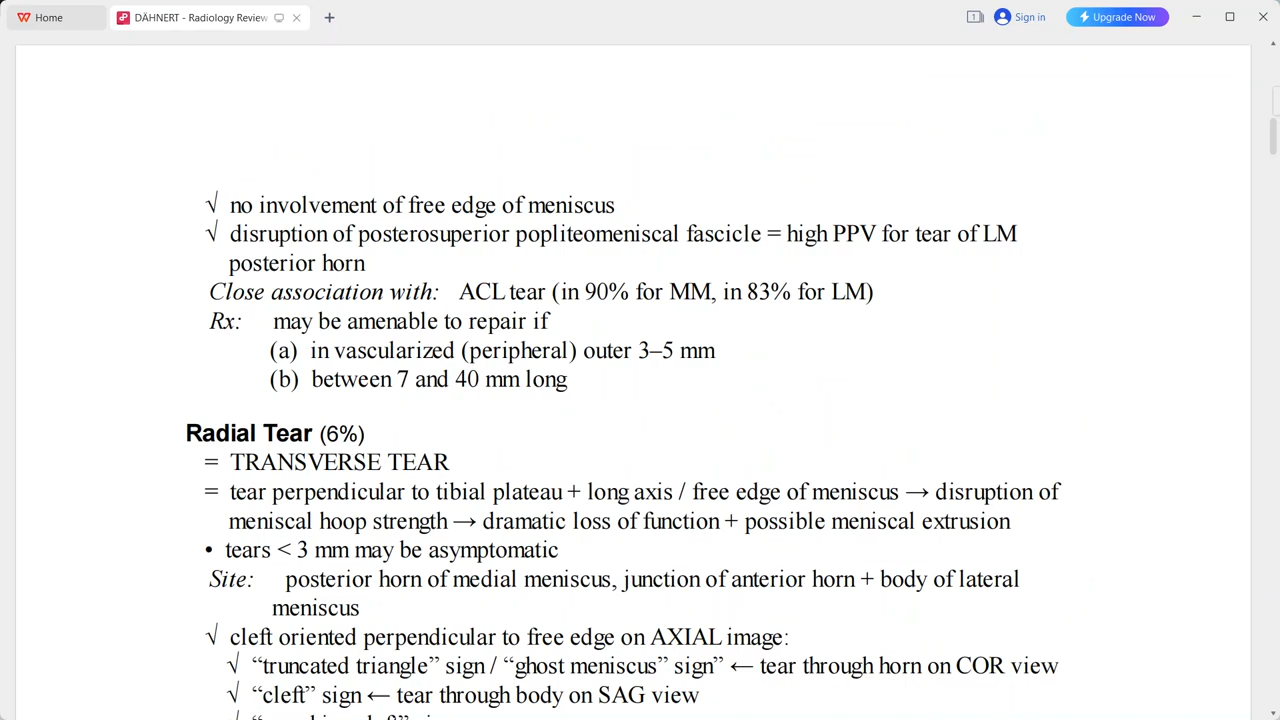 Home
DÄHNERT - Radiology Review
1
Sign in
Upgrade Now
√ no involvement of free edge of meniscus
√ disruption of posterosuperior popliteomeniscal fascicle = high PPV for tear of LM
posterior horn
Close association with: ACL tear (in 90% for MM, in 83% for LM)
Rx: may be amenable to repair if
(a) in vascularized (peripheral) outer 3–5 mm
(b) between 7 and 40 mm long
Radial Tear (6%)
= TRANSVERSE TEAR
= tear perpendicular to tibial plateau + long axis / free edge of meniscus → disruption of
meniscal hoop strength → dramatic loss of function + possible meniscal extrusion
• tears < 3 mm may be asymptomatic
Site: posterior horn of medial meniscus, junction of anterior horn + body of lateral
meniscus
√ cleft oriented perpendicular to free edge on AXIAL image:
√ “truncated triangle” sign / “ghost meniscus” sign” ← tear through horn on COR view
√ “cleft” sign ← tear through body on SAG view